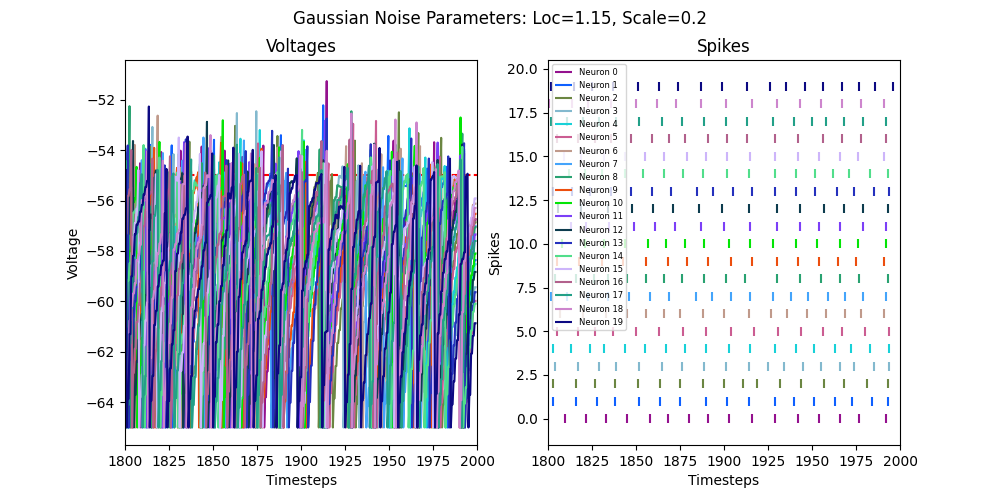 Gaussian Noise Parameters: Loc=1.15, Scale=0.2
Voltages
Voltage
−52
−54
−56
−58
−60
−62
−64
1800 1825 1850 1875 1900 1925 1950 1975 2000
Timesteps
Spikes
Spikes
20.0
17.5
15.0
12.5
10.0
7.5
5.0
2.5
0.0
Neuron 0
Neuron 1
Neuron 2
Neuron 3
Neuron 4
Neuron 5
Neuron 6
Neuron 7
Neuron 8
Neuron 9
Neuron 10
Neuron 11
Neuron 12
Neuron 13
Neuron 14
Neuron 15
Neuron 16
Neuron 17
Neuron 18
Neuron 19
1800 1825 1850 1875 1900 1925 1950 1975 2000
Timesteps